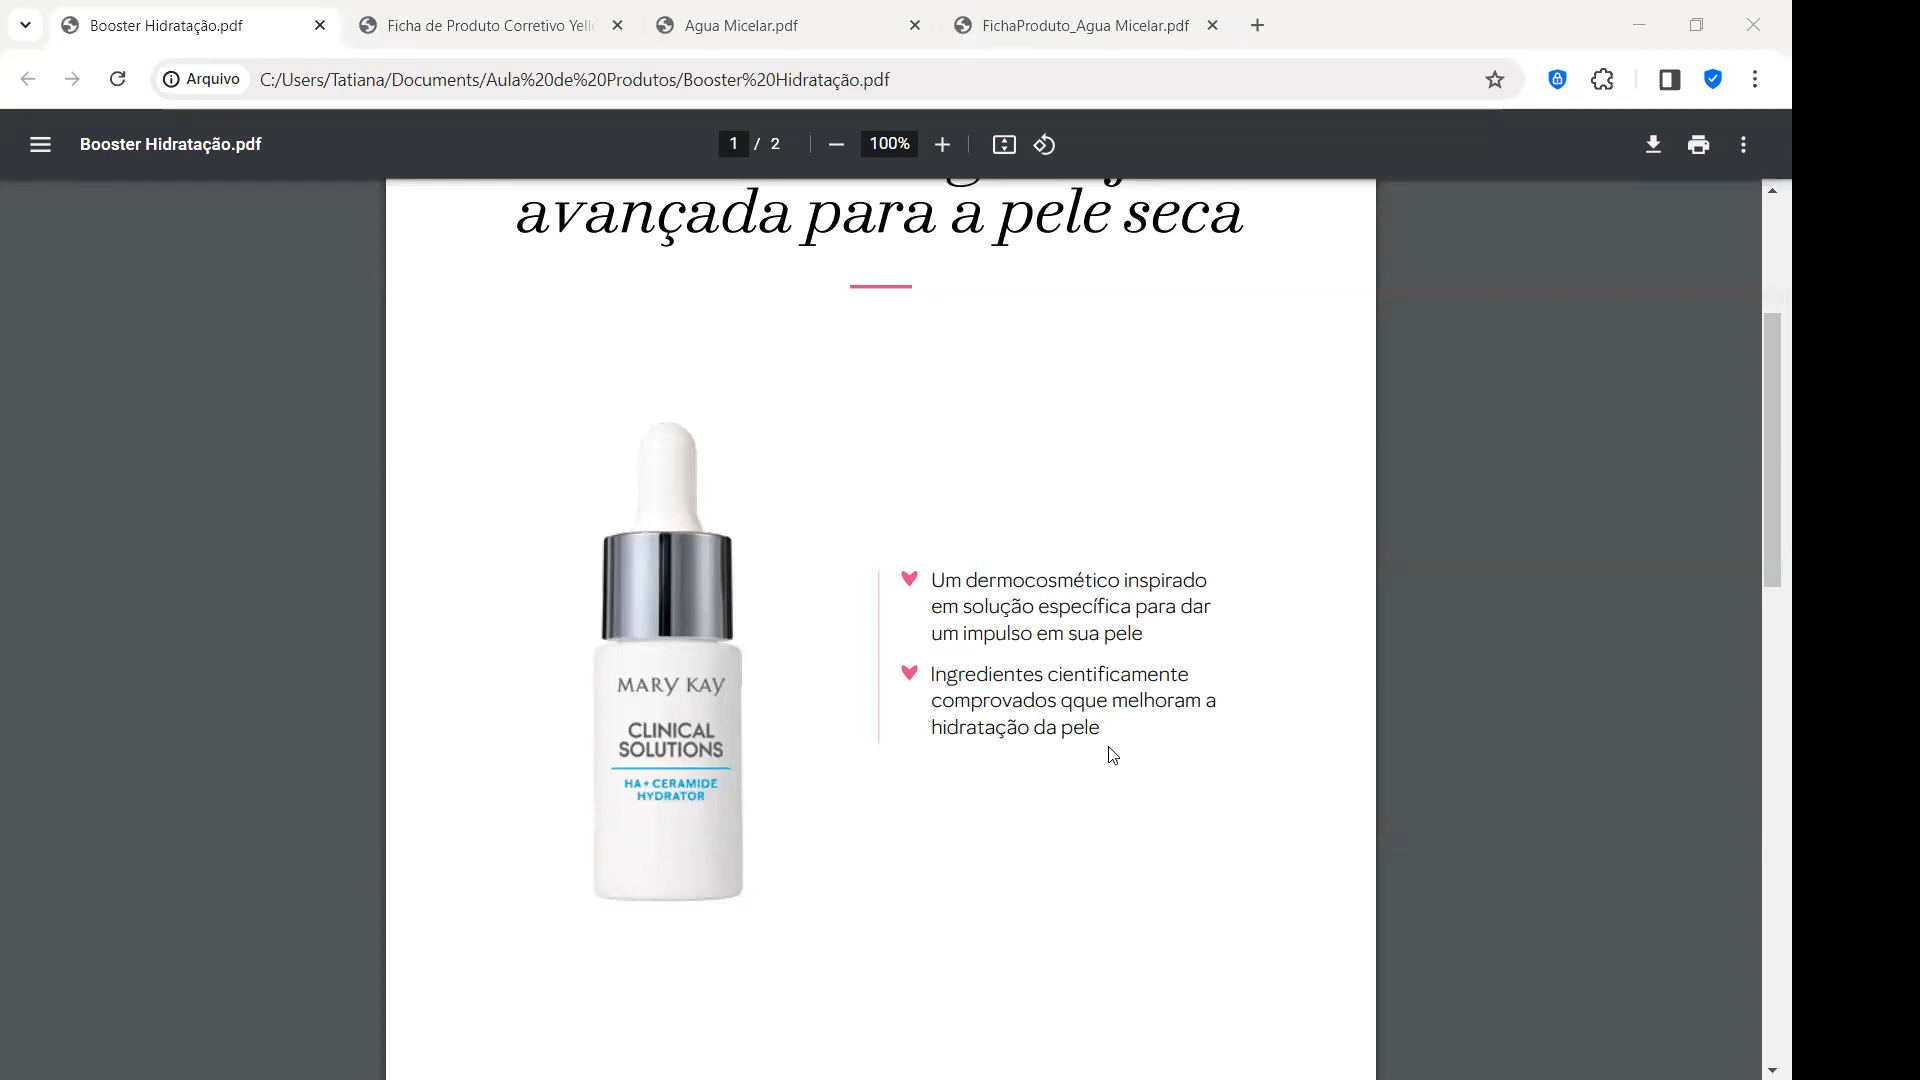 Booster Hidratação.pdf
Ficha de Produto Corretivo Yell
Agua Micelar.pdf
FichaProduto_Agua Micelar.pdf
Arquivo
C:/Users/Tatiana/Documents/Aula%20de%20Produtos/Booster%20Hidratação.pdf
Booster Hidratação.pdf
1 / 2
100%
avançada para a pele seca
Um dermocosmético inspirado
em solução específica para dar
um impulso em sua pele
Ingredientes cientificamente
comprovados qque melhoram a
hidratação da pele
MARY KAY
CLINICAL
SOLUTIONS
HA+CERAMIDE
HYDRATOR